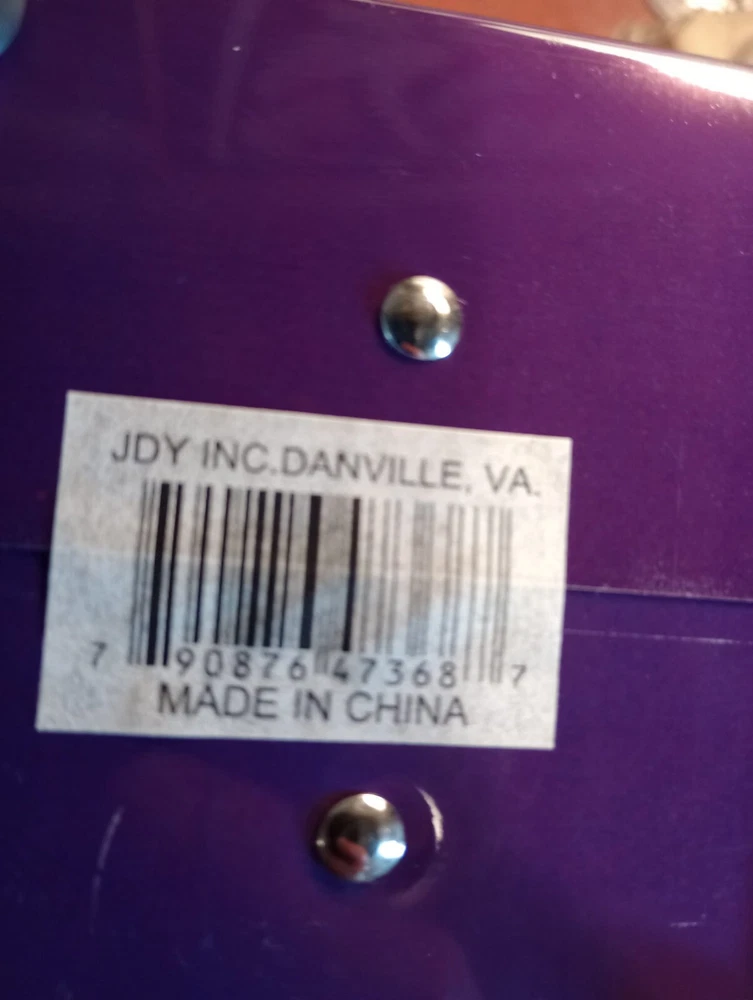 JDY INC.DANVILLE, VA.
7 90876 47368 7
MADE IN CHINA